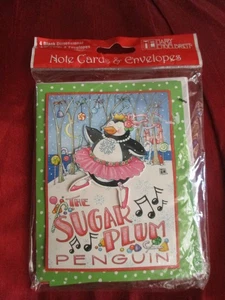 Note Cards & Envelopes
THE
SUGAR
PLUM
PENGUIN